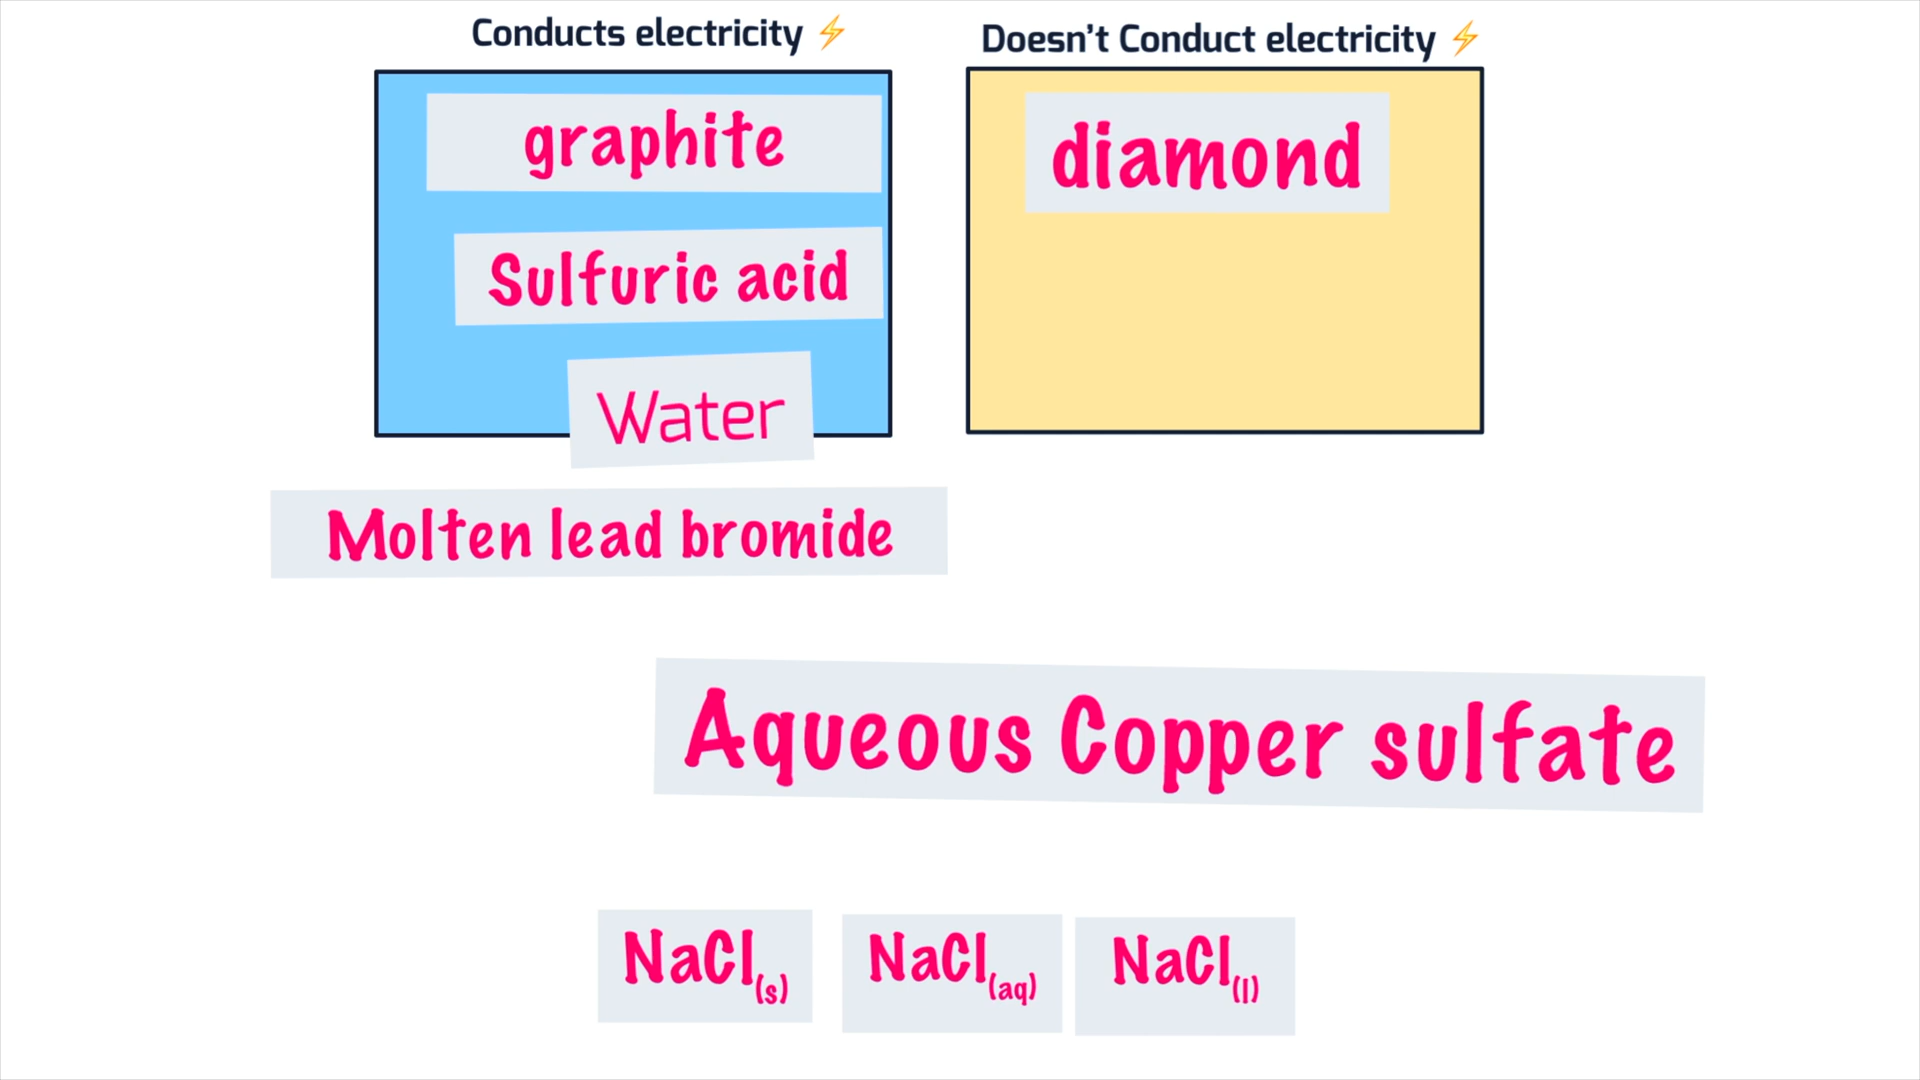 Conducts electricity ⚡
Doesn't Conduct electricity ⚡
graphite
diamond
Sulfuric acid
Water
Molten lead bromide
Aqueous Copper sulfate
NaCl(s)
NaCl(aq)
NaCl(l)